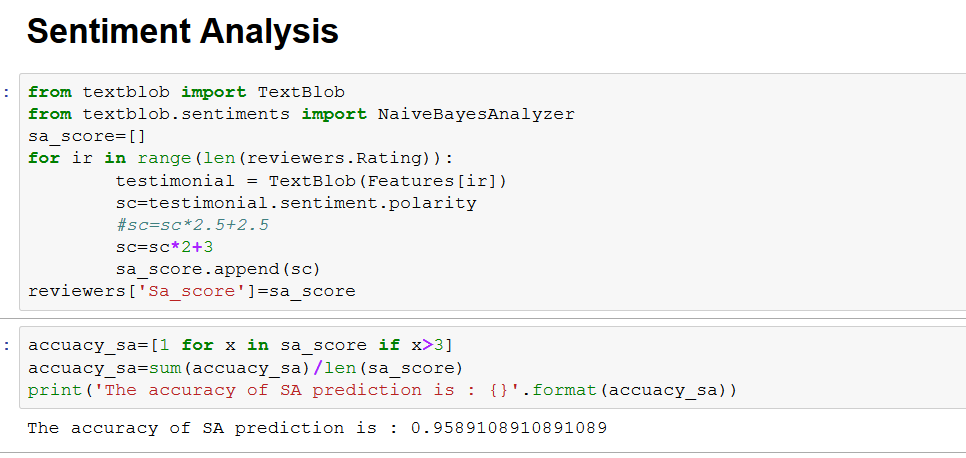 Sentiment Analysis
: from textblob import TextBlob
from textblob.sentiments import NaiveBayesAnalyzer
sa_score=[]
for ir in range(len(reviewers.Rating)):
        testimonial = TextBlob(Features[ir])
        sc=testimonial.sentiment.polarity
        #sc=sc*2.5+2.5
        sc=sc*2+3
        sa_score.append(sc)
reviewers['Sa_score']=sa_score
: accuacy_sa=[1 for x in sa_score if x>3]
accuacy_sa=sum(accuacy_sa)/len(sa_score)
print('The accuracy of SA prediction is : {}'.format(accuacy_sa))
The accuracy of SA prediction is : 0.9589108910891089